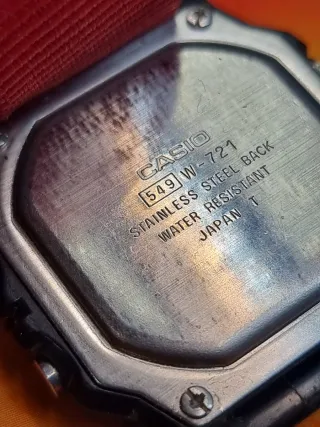 CASIO
549 W-721
STAINLESS STEEL BACK
WATER RESISTANT
JAPAN T